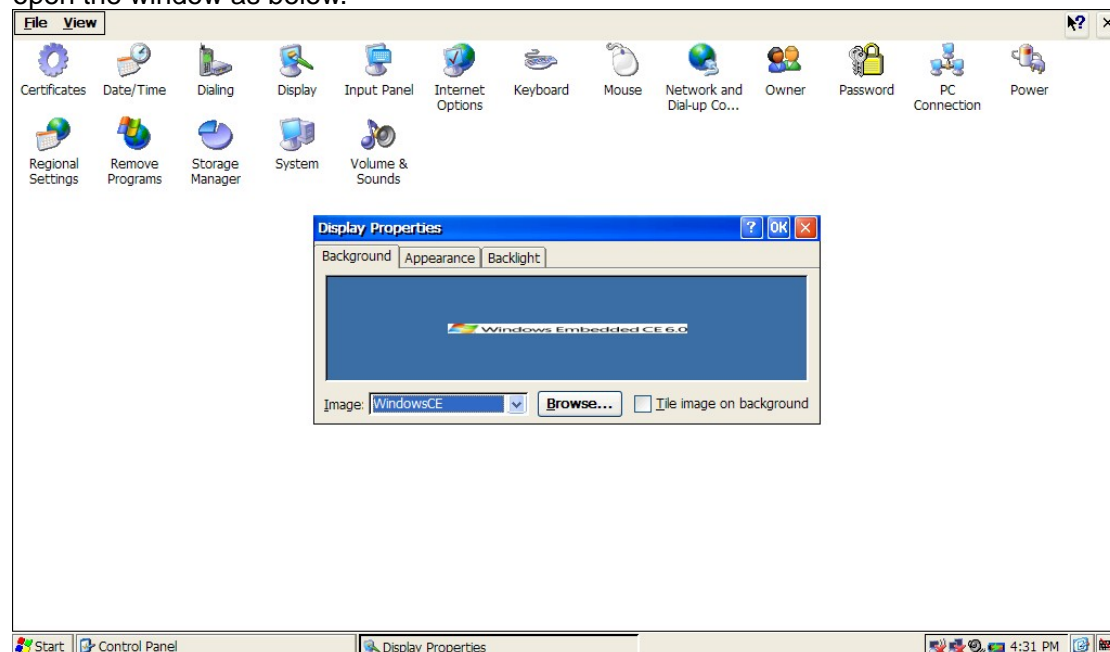 open the window as below.
File View
Certificates Date/Time Dialing Display Input Panel Internet Options Keyboard Mouse Network and Dial-up Co... Owner Password PC Connection Power
Regional Settings Remove Programs Storage Manager System Volume & Sounds
Display Properties ? OK
Background Appearance Backlight
Windows Embedded CE 6.0
Image: WindowsCE Browse... Tile image on background
Start Control Panel Display Properties 4:31 PM